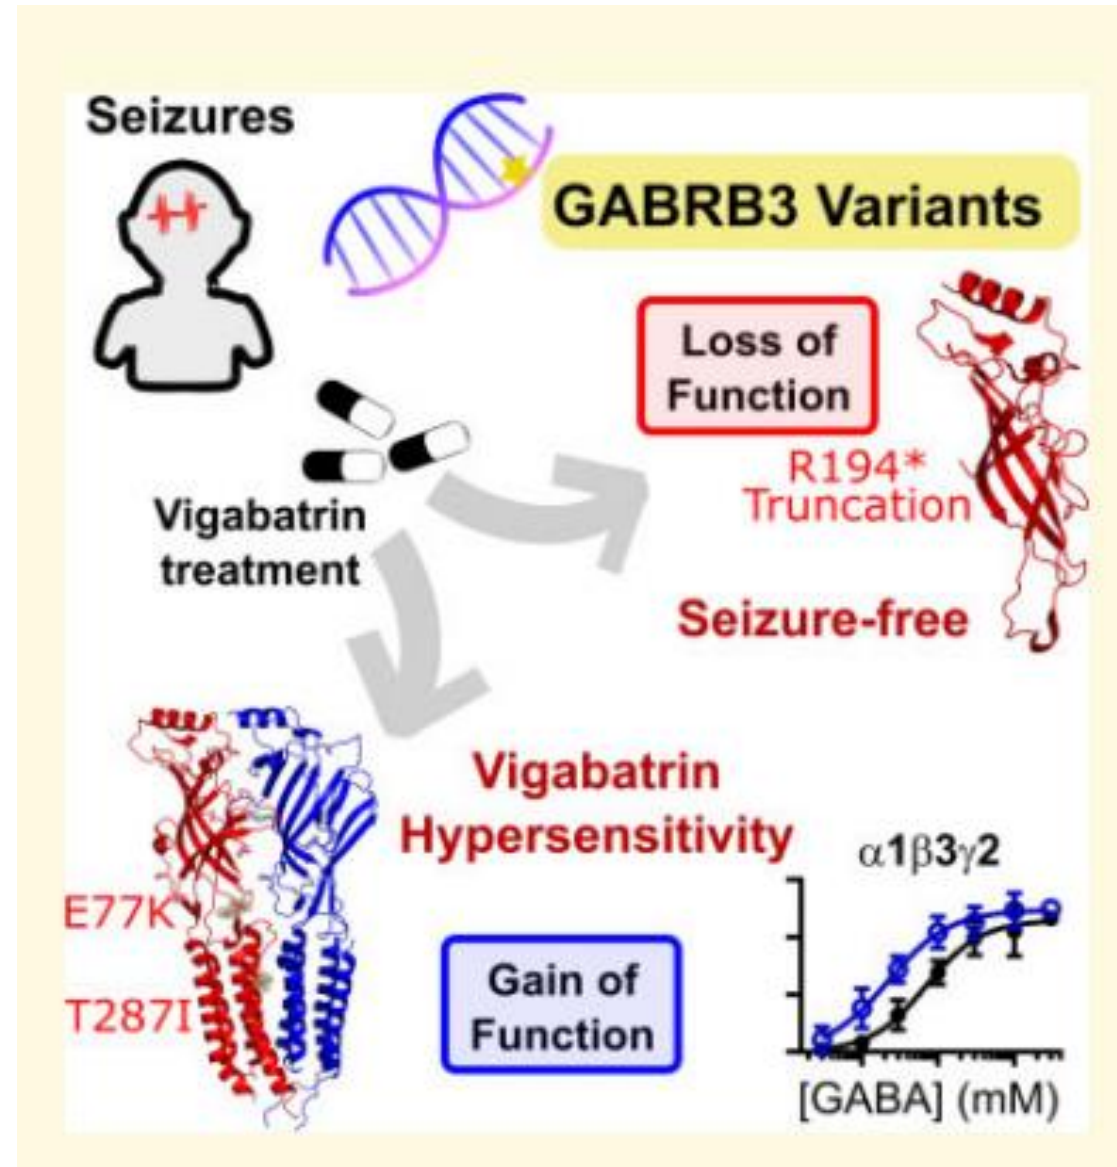 Seizures
GABRB3 Variants
Loss of
Function
R194*
Truncation
Seizure-free
Vigabatrin
treatment
Vigabatrin
Hypersensitivity
E77K
T287I
Gain of
Function
α1β3γ2
[GABA] (mM)